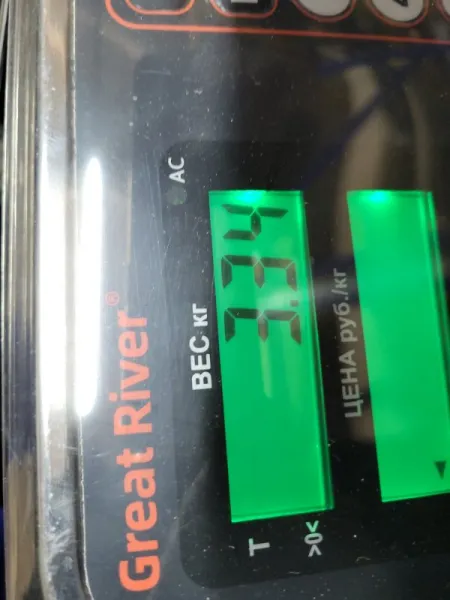 Great River®
ВЕС кг
AC
3.34
T
>0<
ЦЕНА руб./кг